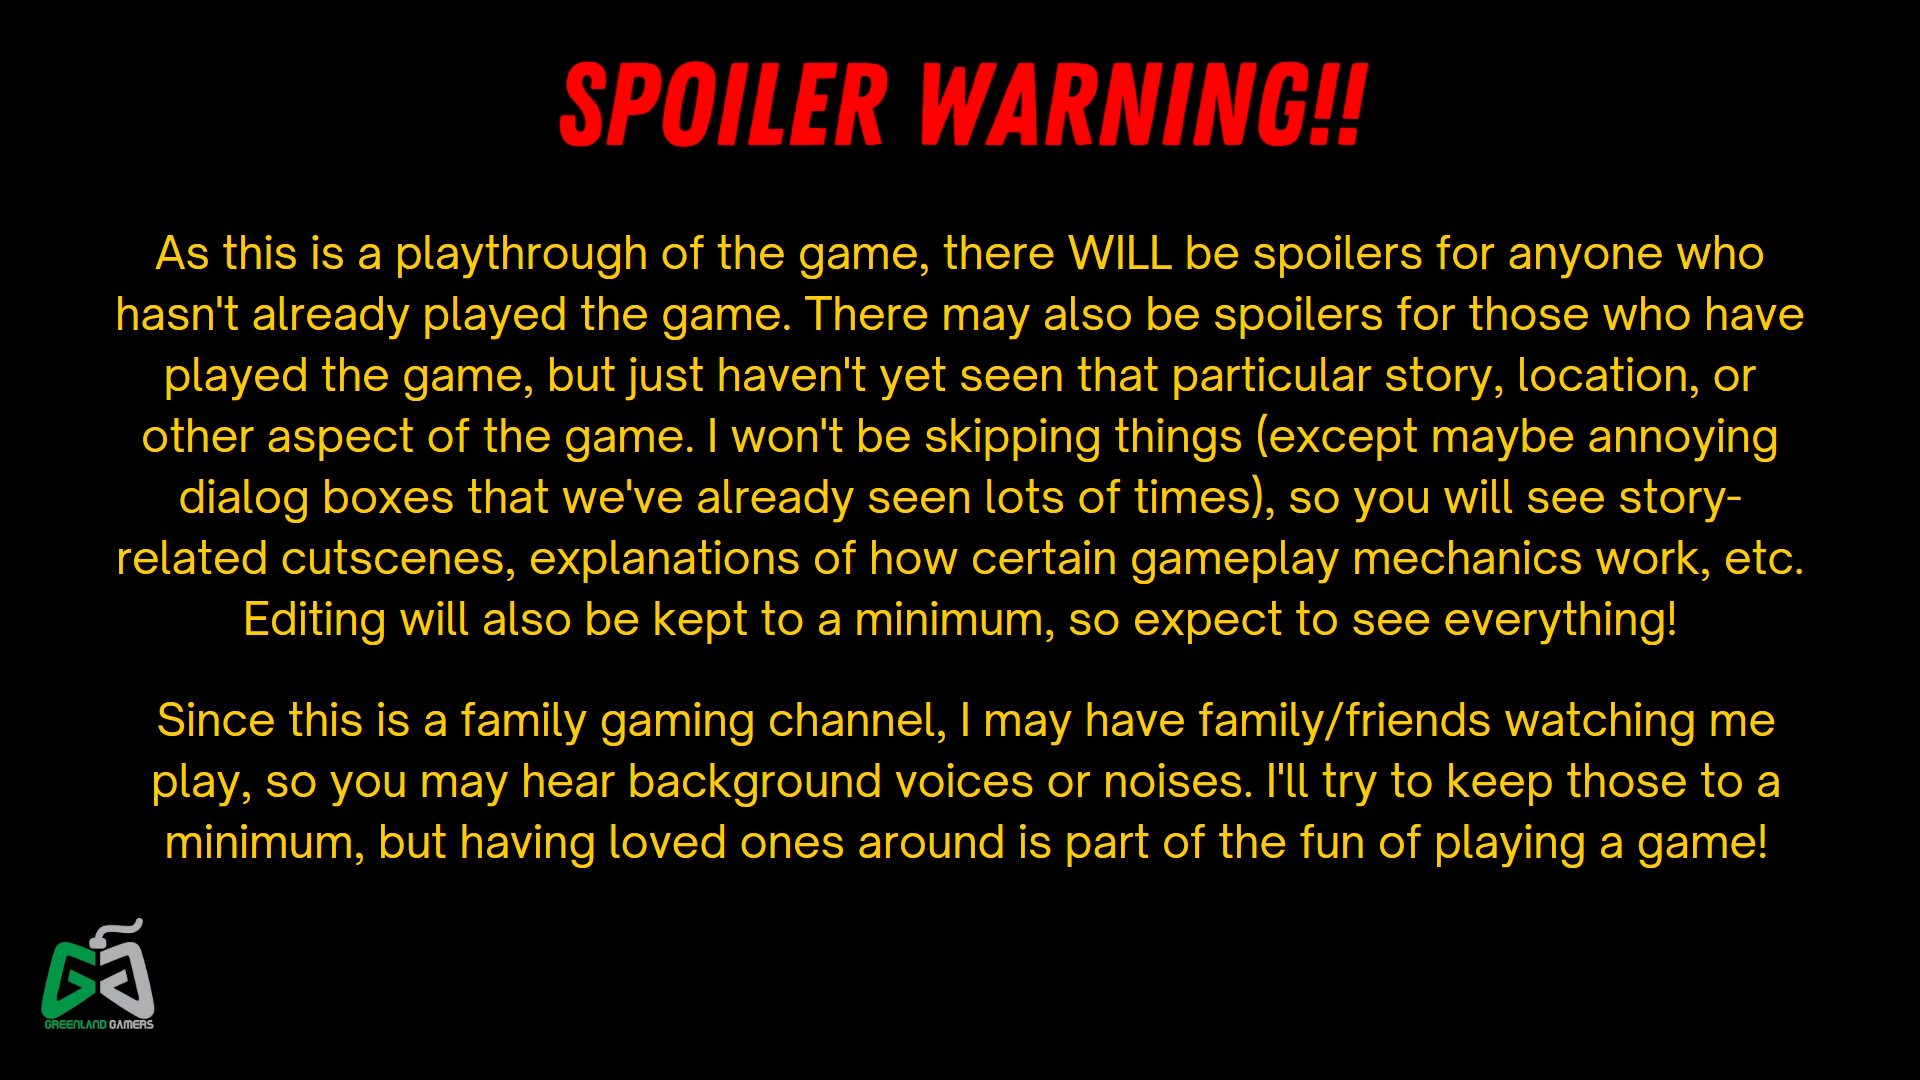 SPOILER WARNING!!
As this is a playthrough of the game, there WILL be spoilers for anyone who
hasn't already played the game. There may also be spoilers for those who have
played the game, but just haven't yet seen that particular story, location, or
other aspect of the game. I won't be skipping things (except maybe annoying
dialog boxes that we've already seen lots of times), so you will see story-
related cutscenes, explanations of how certain gameplay mechanics work, etc.
Editing will also be kept to a minimum, so expect to see everything!
Since this is a family gaming channel, I may have family/friends watching me
play, so you may hear background voices or noises. I'll try to keep those to a
minimum, but having loved ones around is part of the fun of playing a game!
GG
GREENLAND GAMERS